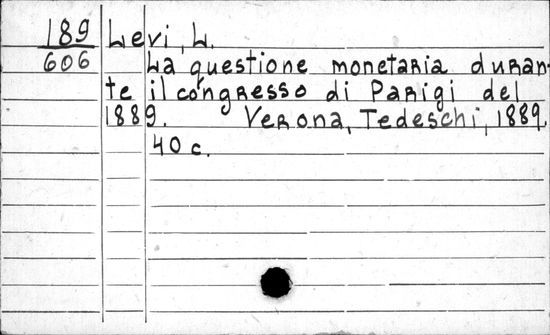 189 Levi, L.
606 La questione monetaria duran-
te il congresso di Parigi del
1889. Verona, Tedeschi, 1889.
40 c.